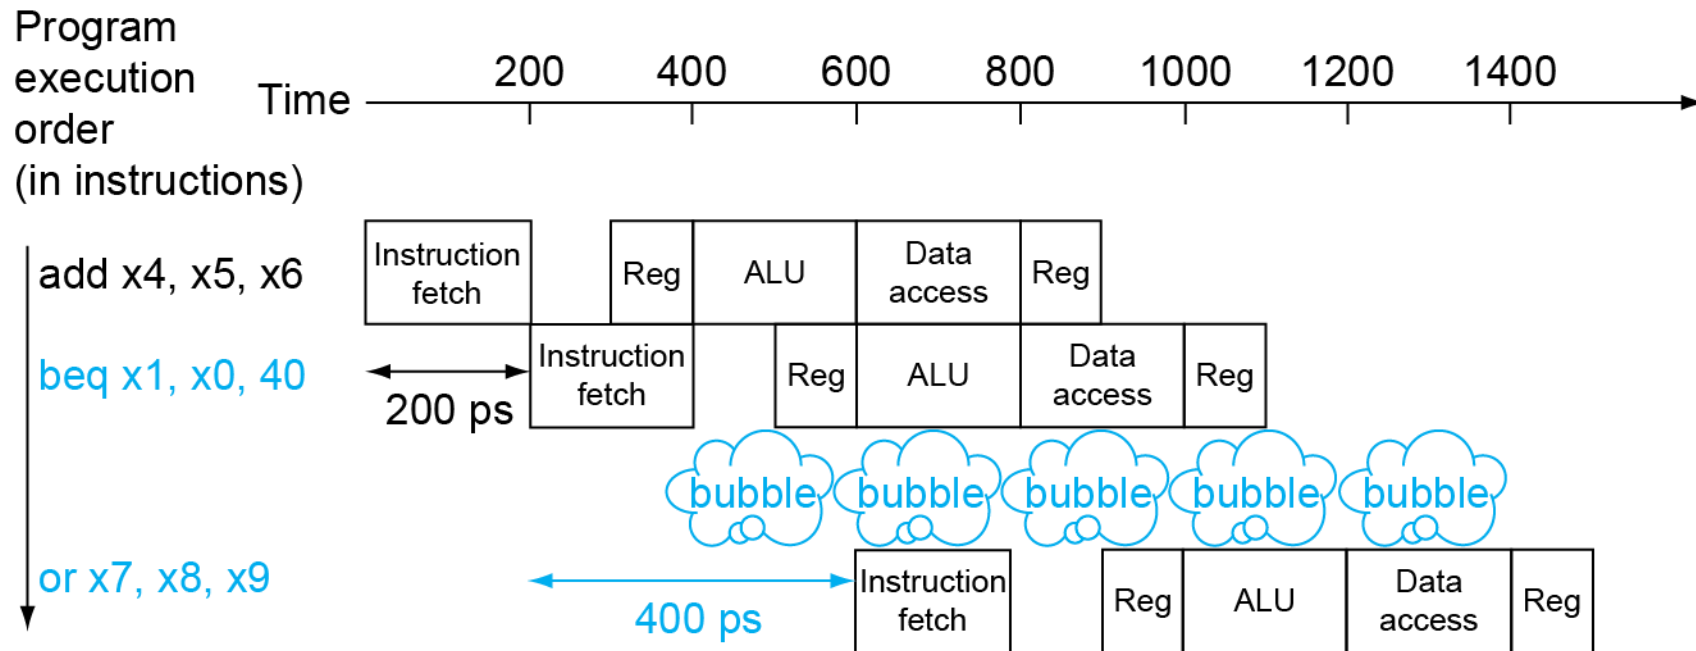 Program
execution
order
(in instructions)
Time
200 400 600 800 1000 1200 1400
add x4, x5, x6
Instruction
fetch
Reg
ALU
Data
access
Reg
beq x1, x0, 40
200 ps
Instruction
fetch
Reg
ALU
Data
access
Reg
bubble bubble bubble bubble bubble
or x7, x8, x9
400 ps
Instruction
fetch
Reg
ALU
Data
access
Reg